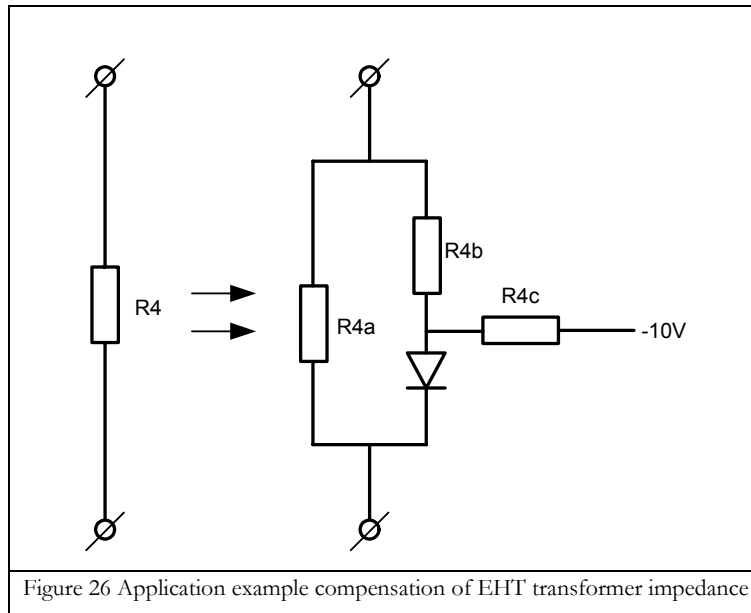 R4
R4a
R4b
R4c
-10V
Figure 26 Application example compensation of EHT transformer impedance